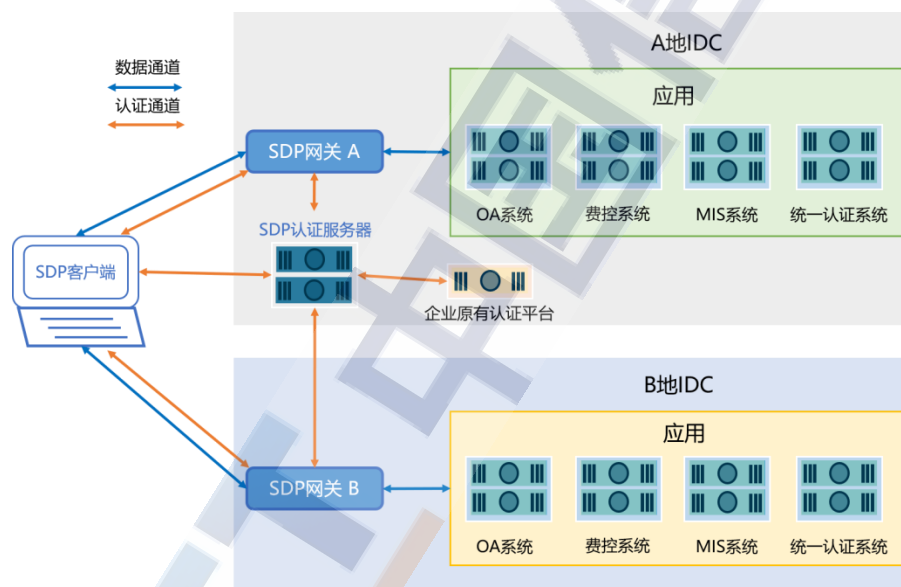 A地IDC
数据通道
认证通道
应用
SDP网关 A
OA系统
费控系统
MIS系统
统一认证系统
SDP认证服务器
SDP客户端
企业原有认证平台
B地IDC
应用
SDP网关 B
OA系统
费控系统
MIS系统
统一认证系统